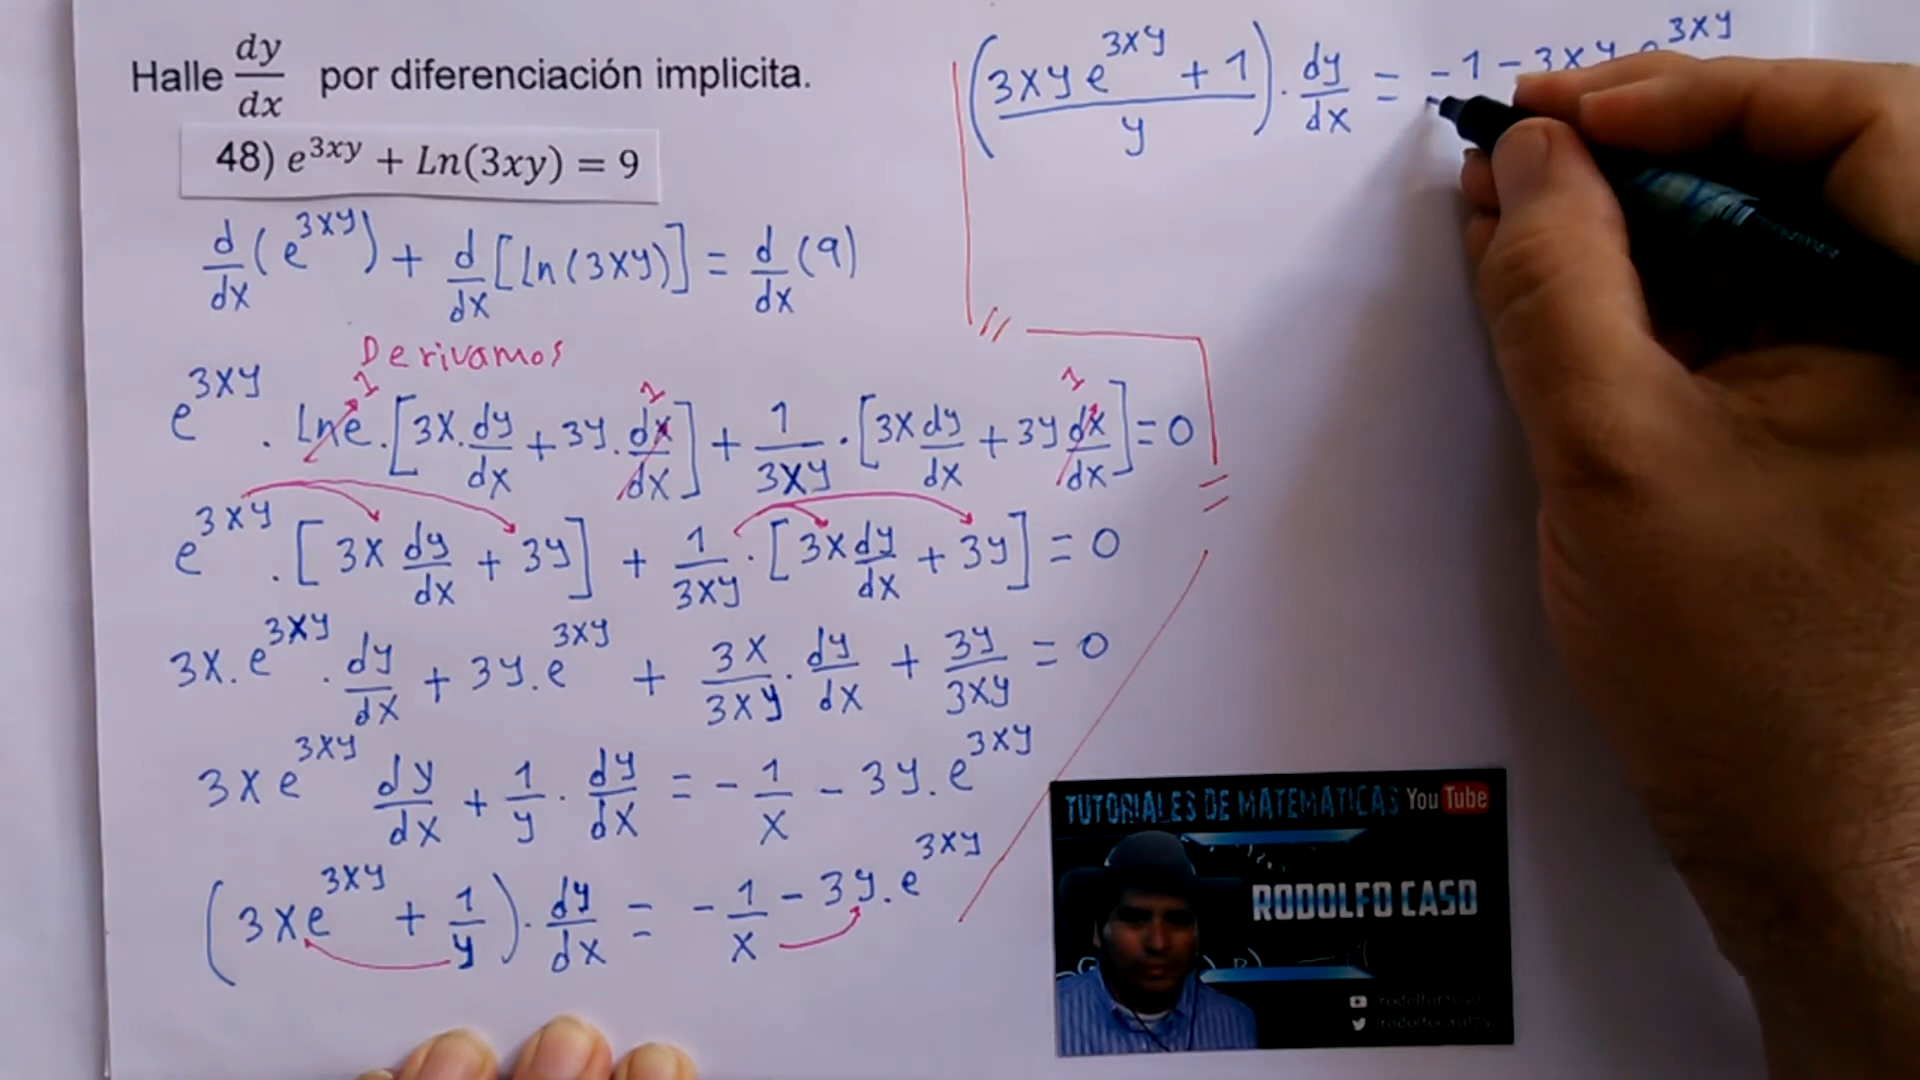 Halle dy/dx por diferenciación implicita.
48) e^{3xy} + Ln(3xy) = 9
d/dx (e^{3xy}) + d/dx [ln(3xy)] = d/dx (9)
Derivamos
1 1 1
e^{3xy} . Lne . [3x . dy/dx + 3y . dx/dx] + 1/3xy . [3x dy/dx + 3y dx/dx] = 0
e^{3xy} . [3x dy/dx + 3y] + 1/3xy . [3x dy/dx + 3y] = 0
3x . e^{3xy} . dy/dx + 3y . e^{3xy} + 3x/3xy . dy/dx + 3y/3xy = 0
3x e^{3xy} dy/dx + 1/y . dy/dx = - 1/x - 3y . e^{3xy}
(3xe^{3xy} + 1/y) . dy/dx = - 1/x - 3y . e^{3xy}
((3xy e^{3xy} + 1)/y) . dy/dx = -1 - 3xy e^{3xy}
TUTORIALES DE MATEMATICAS YouTube
RODOLFO CASO